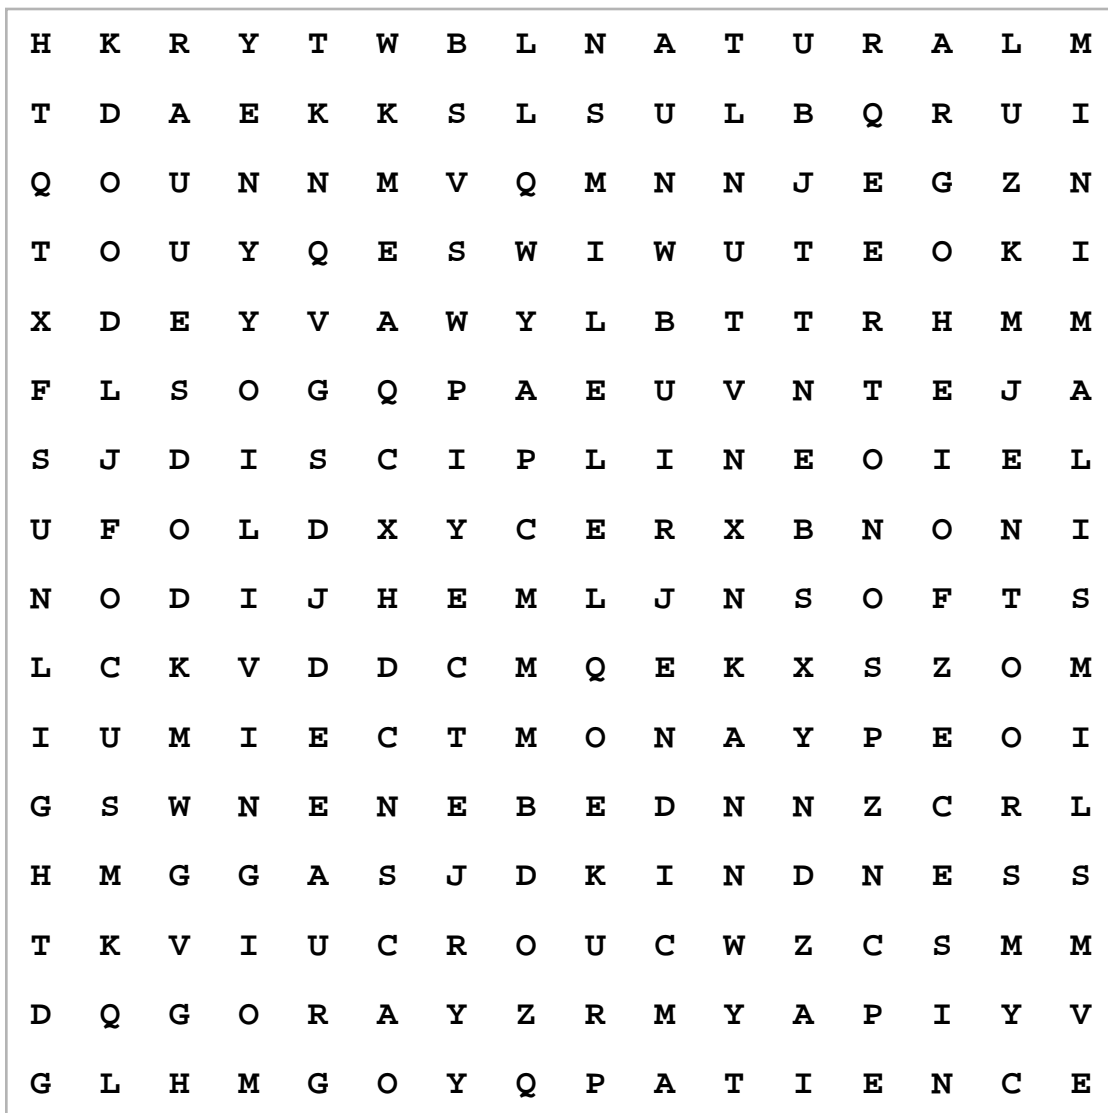 H K R Y T W B L N A T U R A L M
T D A E K K S L S U L B Q R U I
Q O U N N M V Q M N N J E G Z N
T O U Y Q E S W I W U T E O K I
X D E Y V A W Y L B T T R H M M
F L S O G Q P A E U V N T E J A
S J D I S C I P L I N E O I E L
U F O L D X Y C E R X B N O N I
N O D I J H E M L J N S O F T S
L C K V D D C M Q E K X S Z O M
I U M I E C T M O N A Y P E O I
G S W N E N E B E D N N Z C R L
H M G G A S J D K I N D N E S S
T K V I U C R O U C W Z C S M M
D Q G O R A Y Z R M Y A P I Y V
G L H M G O Y Q P A T I E N C E